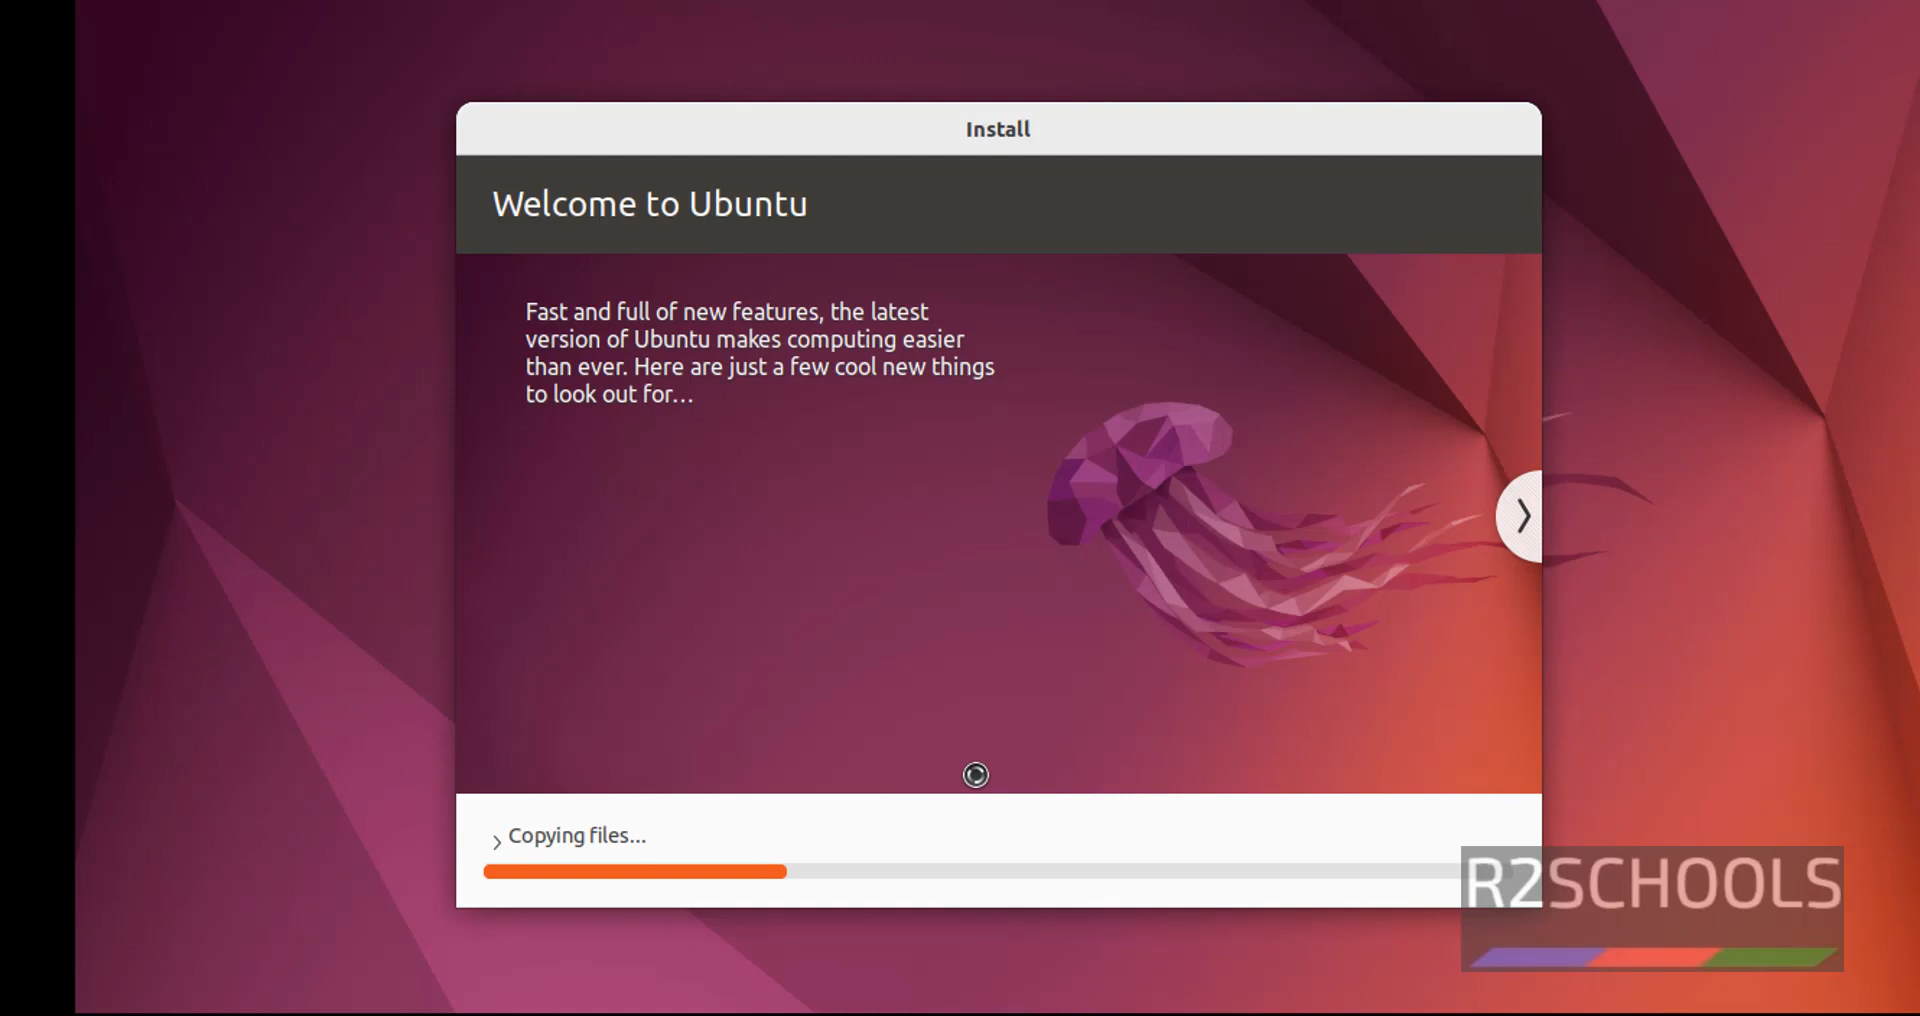 Install
Welcome to Ubuntu
Fast and full of new features, the latest
version of Ubuntu makes computing easier
than ever. Here are just a few cool new things
to look out for…
Copying files...
R2SCHOOLS